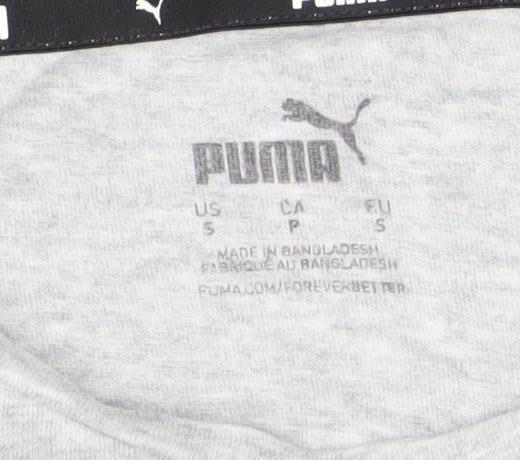 PUMA
PUMA
US CA EU
S P S
MADE IN BANGLADESH
FABRIQUÉ AU BANGLADESH
PUMA.COM/FOREVERBETTER